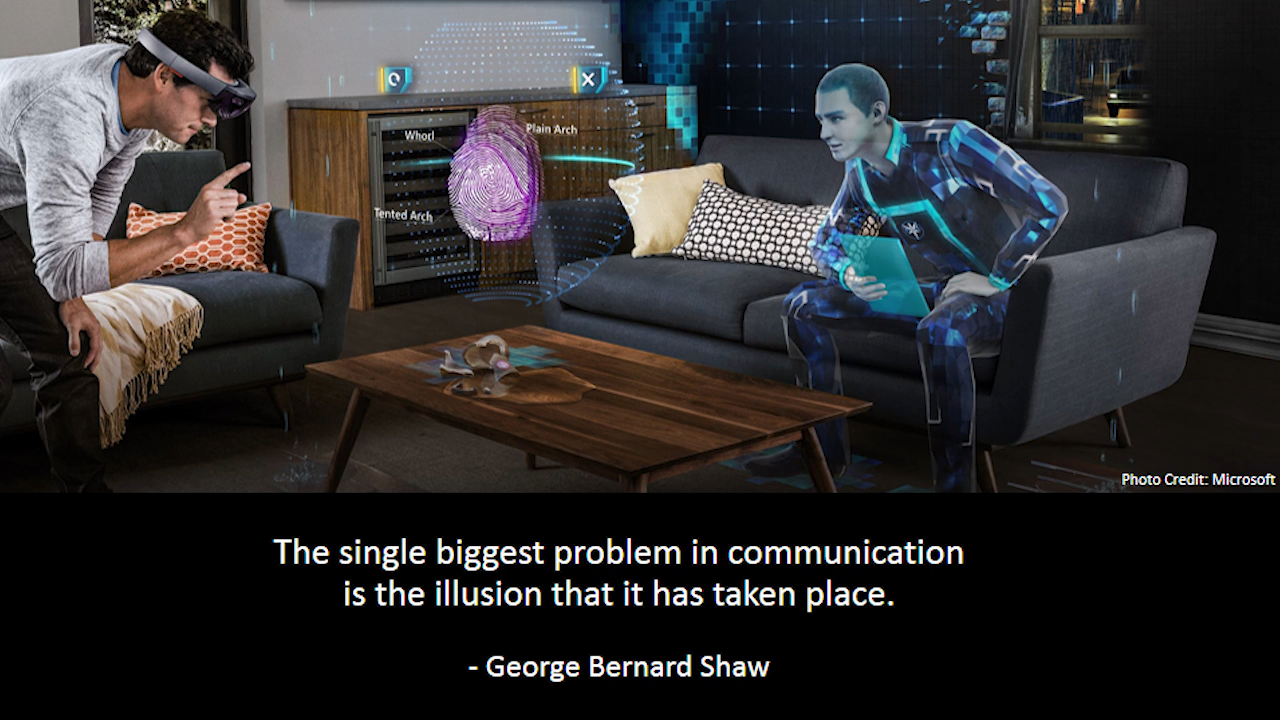 Whorl
Plain Arch
Tented Arch
Photo Credit: Microsoft
The single biggest problem in communication
is the illusion that it has taken place.
- George Bernard Shaw